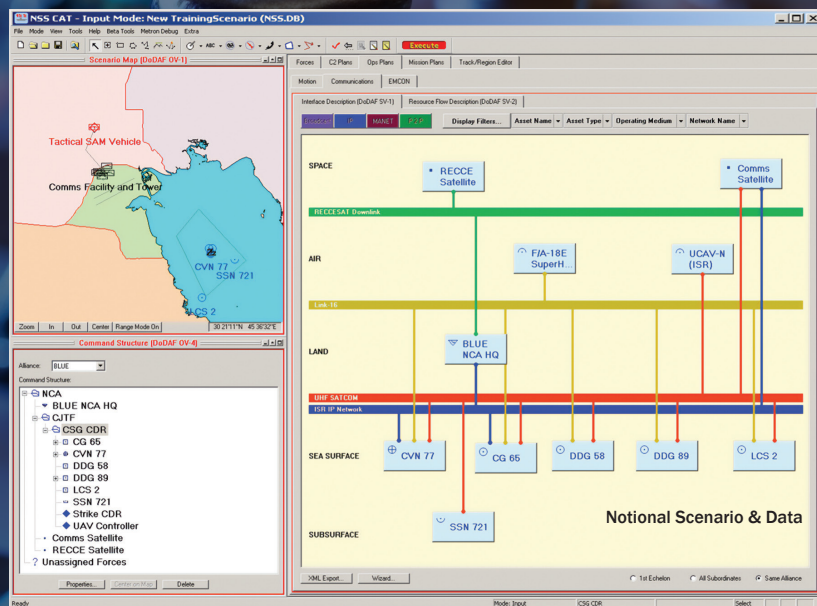 NSS CAT - Input Mode: New TrainingScenario (NSS.DB)
File Mode View Tools Help Beta Tools Metron Debug Extra
ABC
Execute
Scenario Map (DoDAF OV-1)
Tactical SAM Vehicle
Comms Facility and Tower
CVN 77
SSN 721
LCS 2
Zoom In Out Center Range Mode On 30 21'11"N 45 36'32"E
Command Structure (DoDAF OV-4)
Alliance: BLUE
Command Structure:
NCA
BLUE NCA HQ
CJTF
CSG CDR
CG 65
CVN 77
DDG 58
DDG 89
LCS 2
SSN 721
Strike CDR
UAV Controller
Comms Satellite
RECCE Satellite
? Unassigned Forces
Properties... Center on Map Delete
Forces C2 Plans Ops Plans Mission Plans Track/Region Editor
Motion Communications EMCON
Interface Description (DoDAF SV-1) Resource Flow Description (DoDAF SV-2)
MANET Display Filters... Asset Name Asset Type Operating Medium Network Name
SPACE
RECCE
Satellite
Comms
Satellite
RECCESAT Downlink
AIR
F/A-18E
SuperH...
UCAV-N
(ISR)
Link-16
LAND
BLUE
NCA HQ
UHF SATCOM
ISR IP Network
SEA SURFACE
CVN 77
CG 65
DDG 58
DDG 89
LCS 2
SSN 721
Notional Scenario & Data
SUBSURFACE
XML Export... Wizard... 1st Echelon All Subordinates Same Alliance
Ready Mode: Input CSG CDR Select